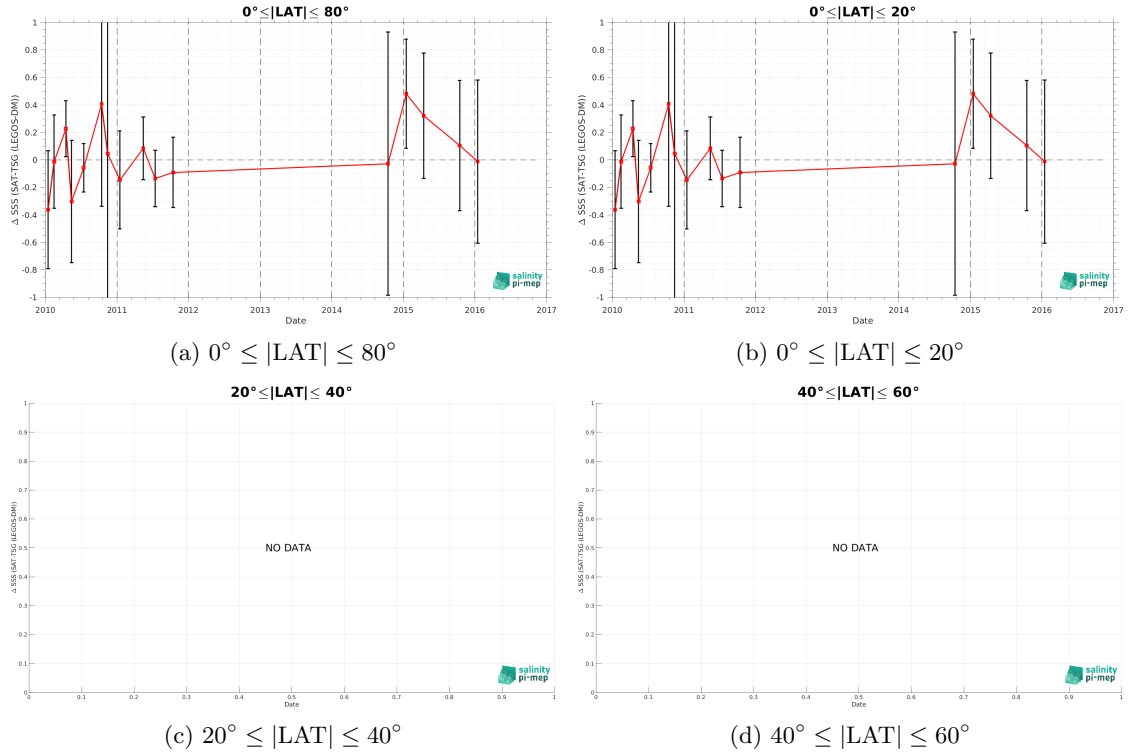 0°≤|LAT|≤ 80°
1
0.8
0.6
0.4
0.2
0
-0.2
-0.4
-0.6
-0.8
-1
Δ SSS (SAT-TSG (LEGOS-DM))
2010 2011 2012 2013 2014 2015 2016 2017
Date
salinity
pi-mep
(a) 0° ≤ |LAT| ≤ 80°
0°≤|LAT|≤ 20°
1
0.8
0.6
0.4
0.2
0
-0.2
-0.4
-0.6
-0.8
-1
Δ SSS (SAT-TSG (LEGOS-DM))
2010 2011 2012 2013 2014 2015 2016 2017
Date
salinity
pi-mep
(b) 0° ≤ |LAT| ≤ 20°
20°≤|LAT|≤ 40°
1
0.9
0.8
0.7
0.6
0.5
0.4
0.3
0.2
0.1
0
Δ SSS (SAT-TSG (LEGOS-DM))
NO DATA
0 0.1 0.2 0.3 0.4 0.5 0.6 0.7 0.8 0.9 1
Date
salinity
pi-mep
(c) 20° ≤ |LAT| ≤ 40°
40°≤|LAT|≤ 60°
1
0.9
0.8
0.7
0.6
0.5
0.4
0.3
0.2
0.1
0
Δ SSS (SAT-TSG (LEGOS-DM))
NO DATA
0 0.1 0.2 0.3 0.4 0.5 0.6 0.7 0.8 0.9 1
Date
salinity
pi-mep
(d) 40° ≤ |LAT| ≤ 60°